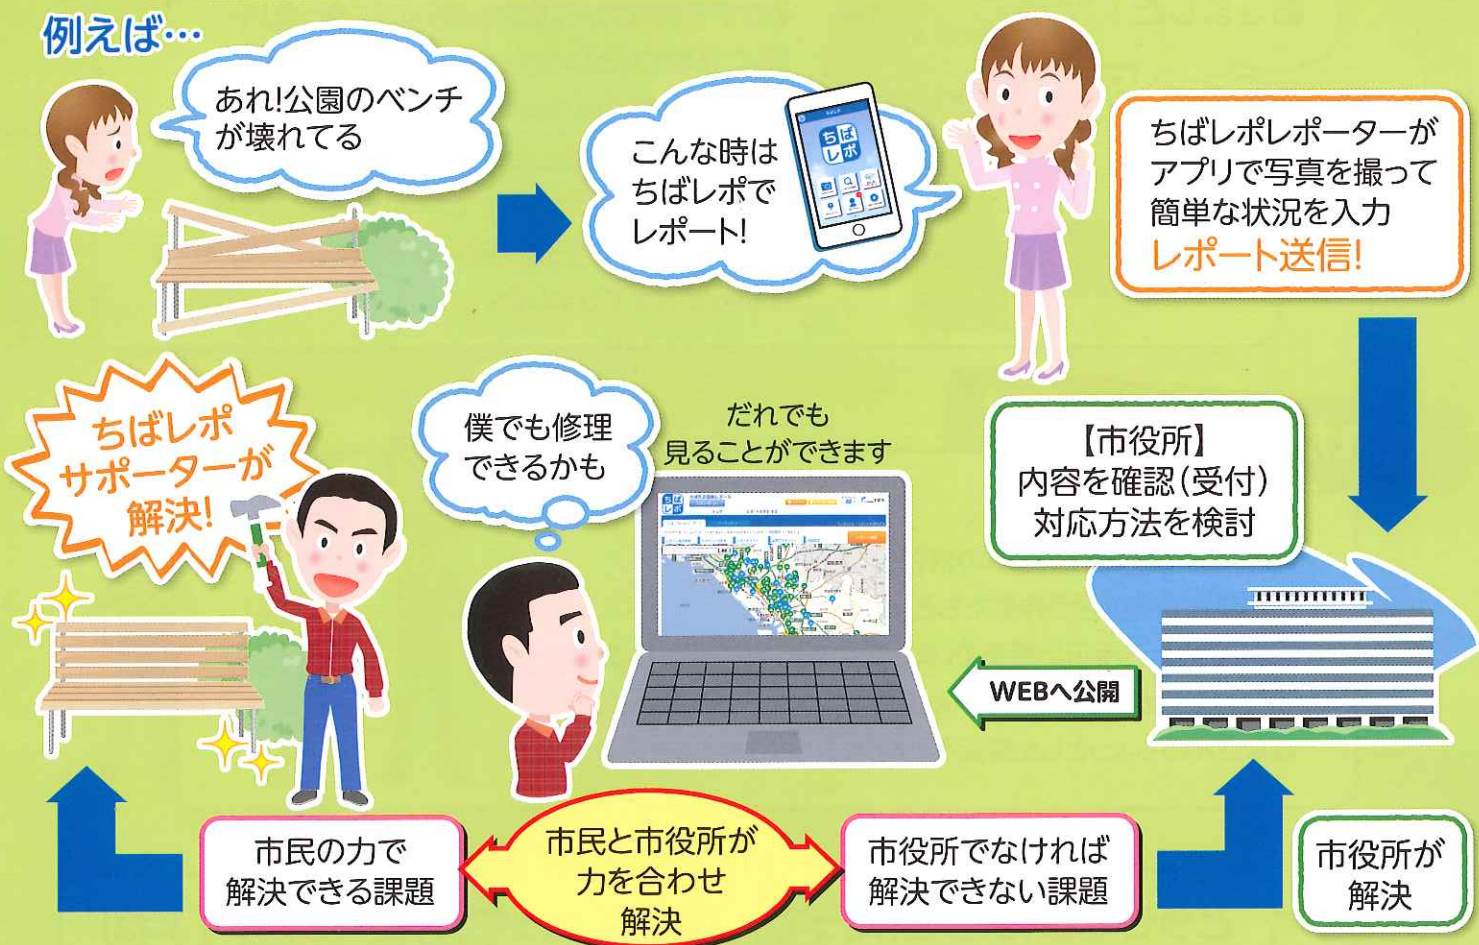 例えば…
あれ!公園のベンチ
が壊れてる
こんな時は
ちばレポで
レポート!
ちば
レポ
ちばレポレポーターが
アプリで写真を撮って
簡単な状況を入力
レポート送信!
【市役所】
内容を確認(受付)
対応方法を検討
WEBへ公開
だれでも
見ることができます
ちば
レポ
僕でも修理
できるかも
ちばレポ
サポーターが
解決!
市民の力で
解決できる課題
市民と市役所が
力を合わせ
解決
市役所でなければ
解決できない課題
市役所が
解決